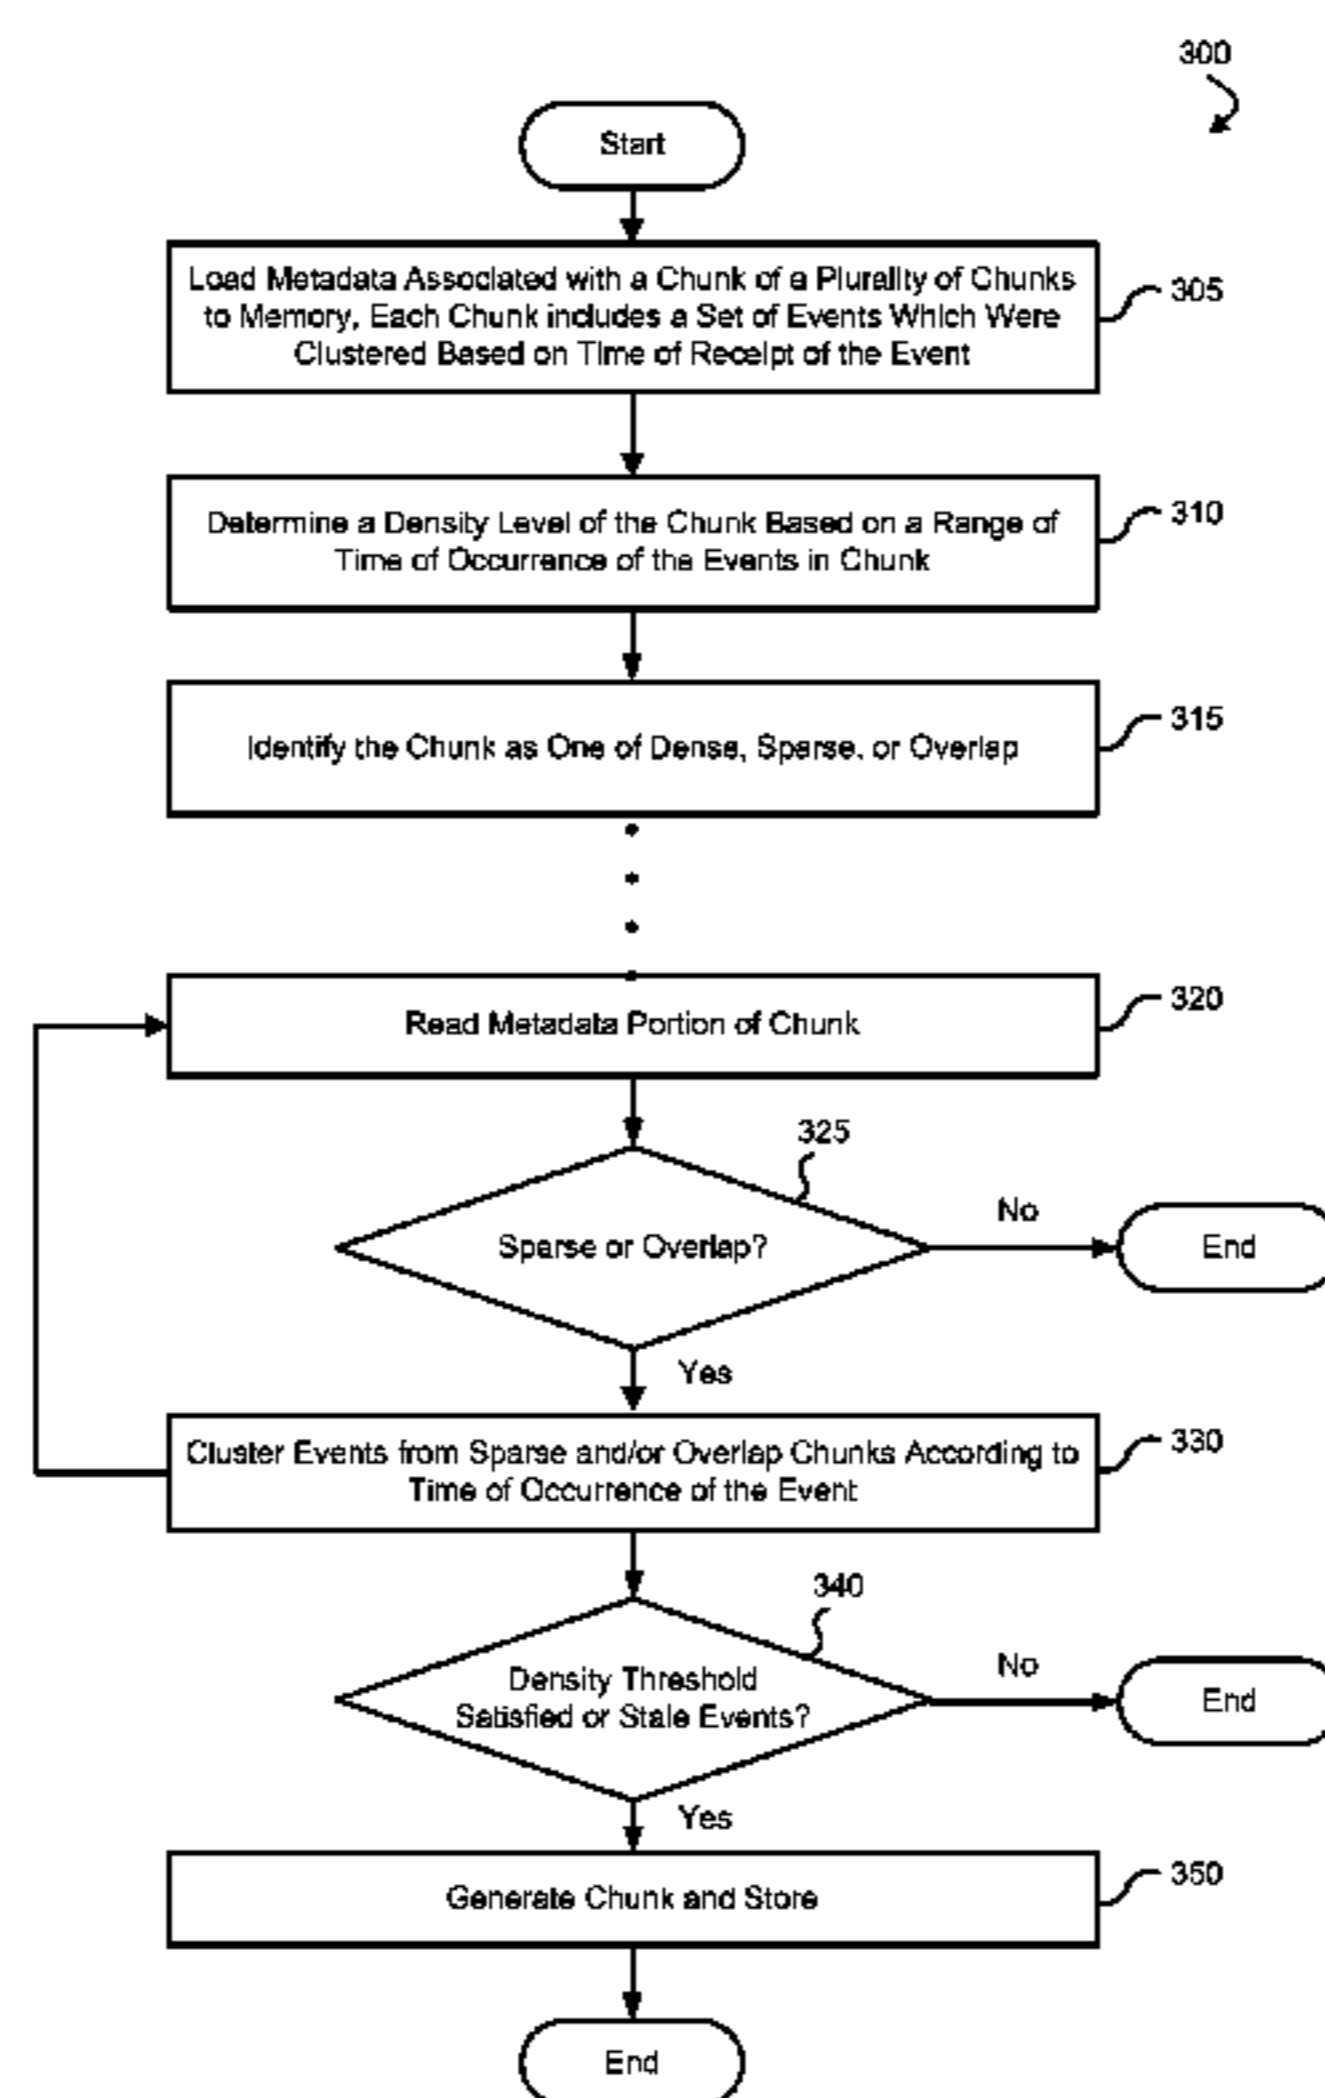 300
Start
Load Metadata Associated with a Chunk of a Plurality of Chunks
to Memory, Each Chunk includes a Set of Events Which Were
Clustered Based on Time of Receipt of the Event
305
Determine a Density Level of the Chunk Based on a Range of
Time of Occurrence of the Events in Chunk
310
Identify the Chunk as One of Dense, Sparse, or Overlap
315
Read Metadata Portion of Chunk
320
325
Sparse or Overlap?
No
End
Yes
Cluster Events from Sparse and/or Overlap Chunks According to
Time of Occurrence of the Event
330
340
Density Threshold
Satisfied or Stale Events?
No
End
Yes
Generate Chunk and Store
350
End